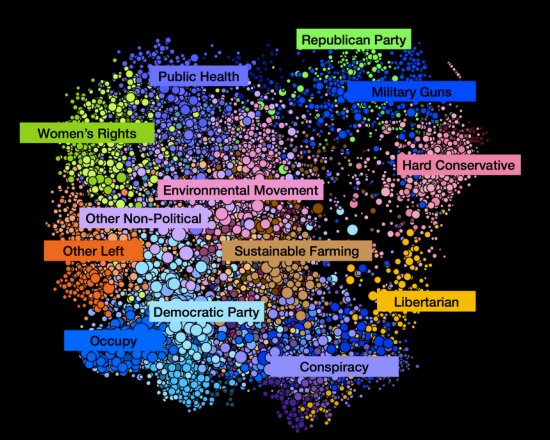 Republican Party
Public Health
Military Guns
Women's Rights
Hard Conservative
Environmental Movement
Other Non-Political
Other Left
Sustainable Farming
Libertarian
Democratic Party
Occupy
Conspiracy